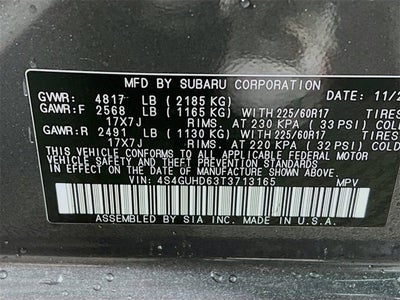 MFD BY SUBARU CORPORATION
GVWR: 4817 LB (2185 KG) DATE: 11/2
GAWR:F 2568 LB (1165 KG) WITH 225/60R17 TIRES
17X7J RIMS, AT 230 KPA (33 PSI) COLD
GAWR:R 2491 LB (1130 KG) WITH 225/60R17 TIRES
17X7J RIMS, AT 220 KPA (32 PSI) COLD
THIS VEHICLE CONFORMS TO ALL APPLICABLE FEDERAL MOTOR
VEHICLE SAFETY STANDARDS IN EFFECT ON THE DATE OF
MANUFACTURE SHOWN ABOVE.
VIN: 4S4GUHD63T3713165 MPV
ASSEMBLED BY SIA INC. MADE IN U.S.A.